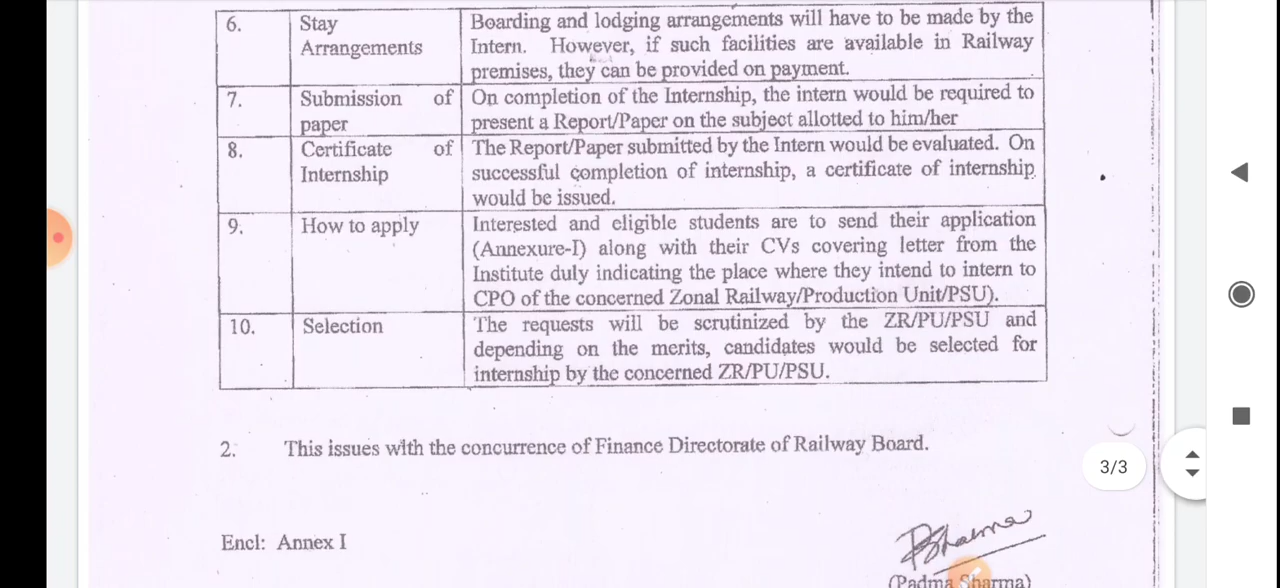 6. Stay Boarding and lodging arrangements will have to be made by the
Arrangements Intern. However, if such facilities are available in Railway
premises, they can be provided on payment.
7. Submission of On completion of the Internship, the intern would be required to
paper present a Report/Paper on the subject allotted to him/her
8. Certificate of The Report/Paper submitted by the Intern would be evaluated. On
Internship successful completion of internship, a certificate of internship
would be issued.
9. How to apply Interested and eligible students are to send their application
(Annexure-I) along with their CVs covering letter from the
Institute duly indicating the place where they intend to intern to
CPO of the concerned Zonal Railway/Production Unit/PSU).
10. Selection The requests will be scrutinized by the ZR/PU/PSU and
depending on the merits, candidates would be selected for
internship by the concerned ZR/PU/PSU.
2. This issues with the concurrence of Finance Directorate of Railway Board.
3/3
Encl: Annex I
PSharma
(Padma Sharma)